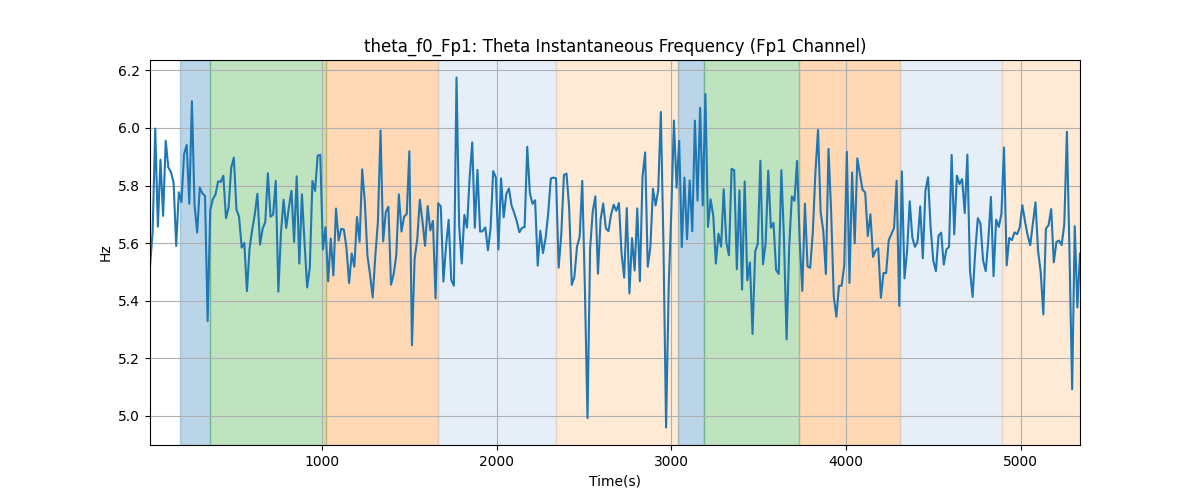 theta_f0_Fp1: Theta Instantaneous Frequency (Fp1 Channel)
6.2
6.0
5.8
5.6
5.4
5.2
5.0
Hz
1000 2000 3000 4000 5000
Time(s)